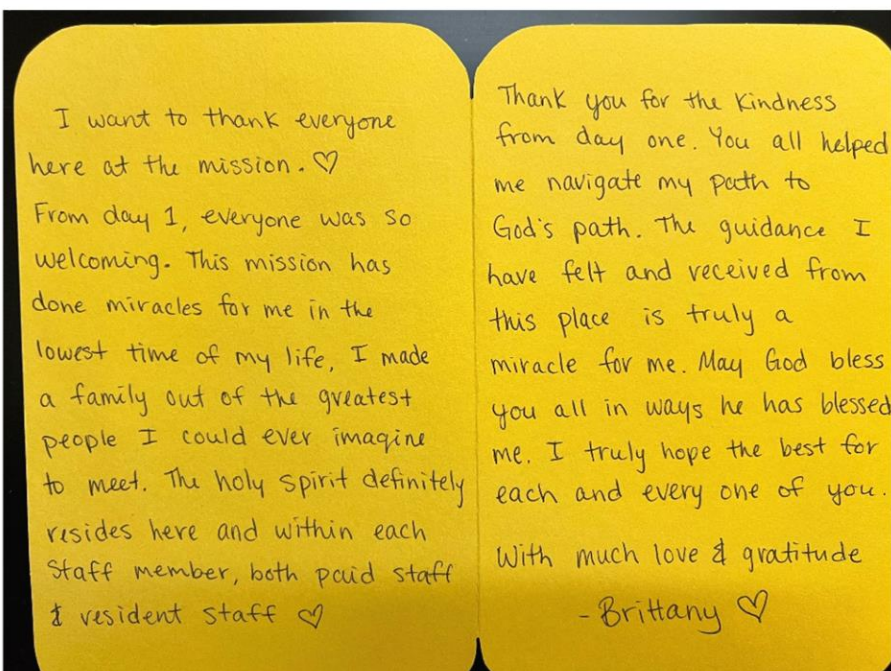 I want to thank everyone
here at the mission. ♡
From day 1, everyone was so
welcoming. This mission has
done miracles for me in the
lowest time of my life, I made
a family out of the greatest
people I could ever imagine
to meet. The holy spirit definitely
resides here and within each
staff member, both paid staff
& resident staff ♡
Thank you for the kindness
from day one. You all helped
me navigate my path to
God's path. The guidance I
have felt and received from
this place is truly a
miracle for me. May God bless
you all in ways he has blessed
me. I truly hope the best for
each and every one of you.
With much love & gratitude
- Brittany ♡